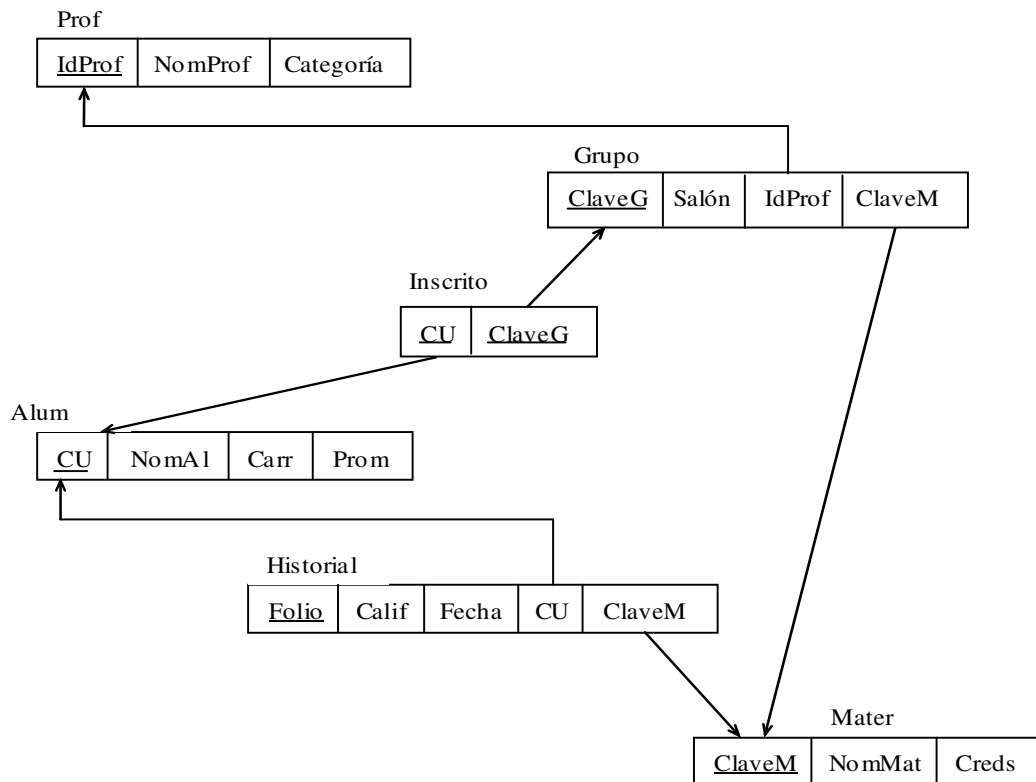 Prof
IdProf NomProf Categoría
Grupo
ClaveG Salón IdProf ClaveM
Inscrito
CU ClaveG
Alum
CU NomAl Carr Prom
Historial
Folio Calif Fecha CU ClaveM
Mater
ClaveM NomMat Creds